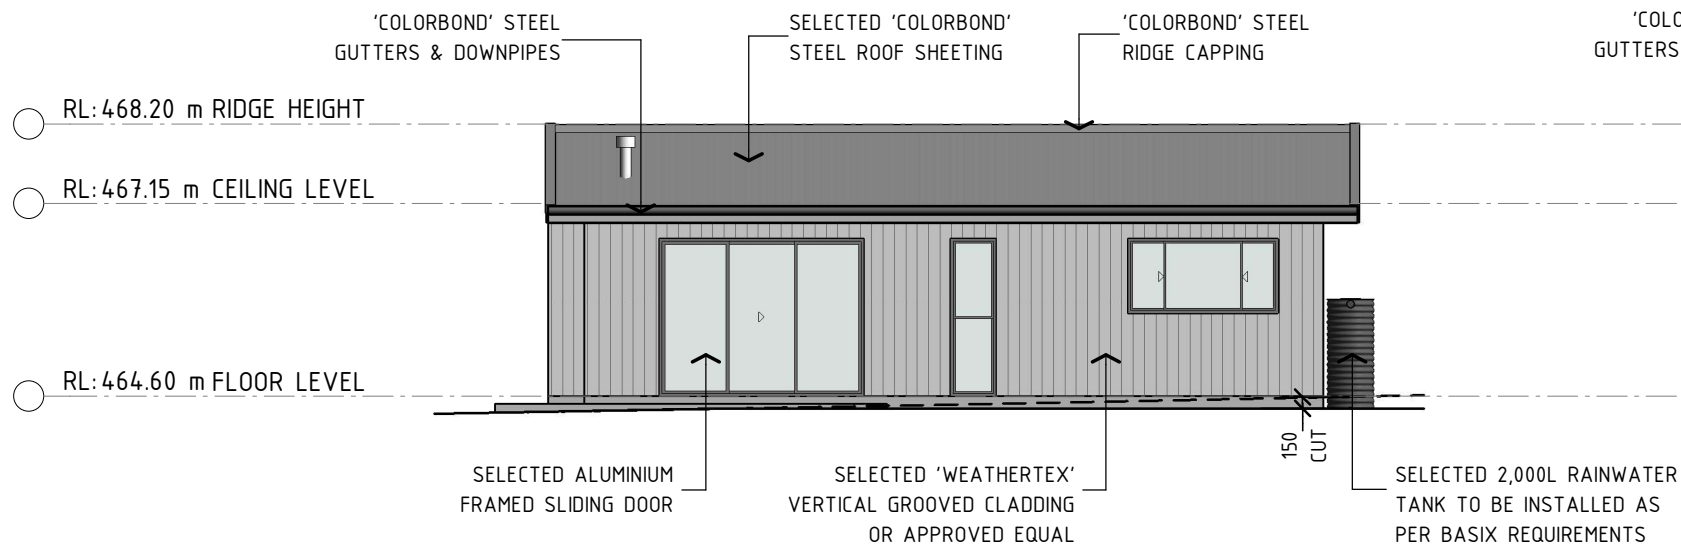 'COLORBOND' STEEL
GUTTERS & DOWNPIPES
SELECTED 'COLORBOND'
STEEL ROOF SHEETING
'COLORBOND' STEEL
RIDGE CAPPING
'COLO
GUTTERS
RL: 468.20 m RIDGE HEIGHT
RL: 467.15 m CEILING LEVEL
RL: 464.60 m FLOOR LEVEL
150
CUT
SELECTED ALUMINIUM
FRAMED SLIDING DOOR
SELECTED 'WEATHERTEX'
VERTICAL GROOVED CLADDING
OR APPROVED EQUAL
SELECTED 2,000L RAINWATER
TANK TO BE INSTALLED AS
PER BASIX REQUIREMENTS